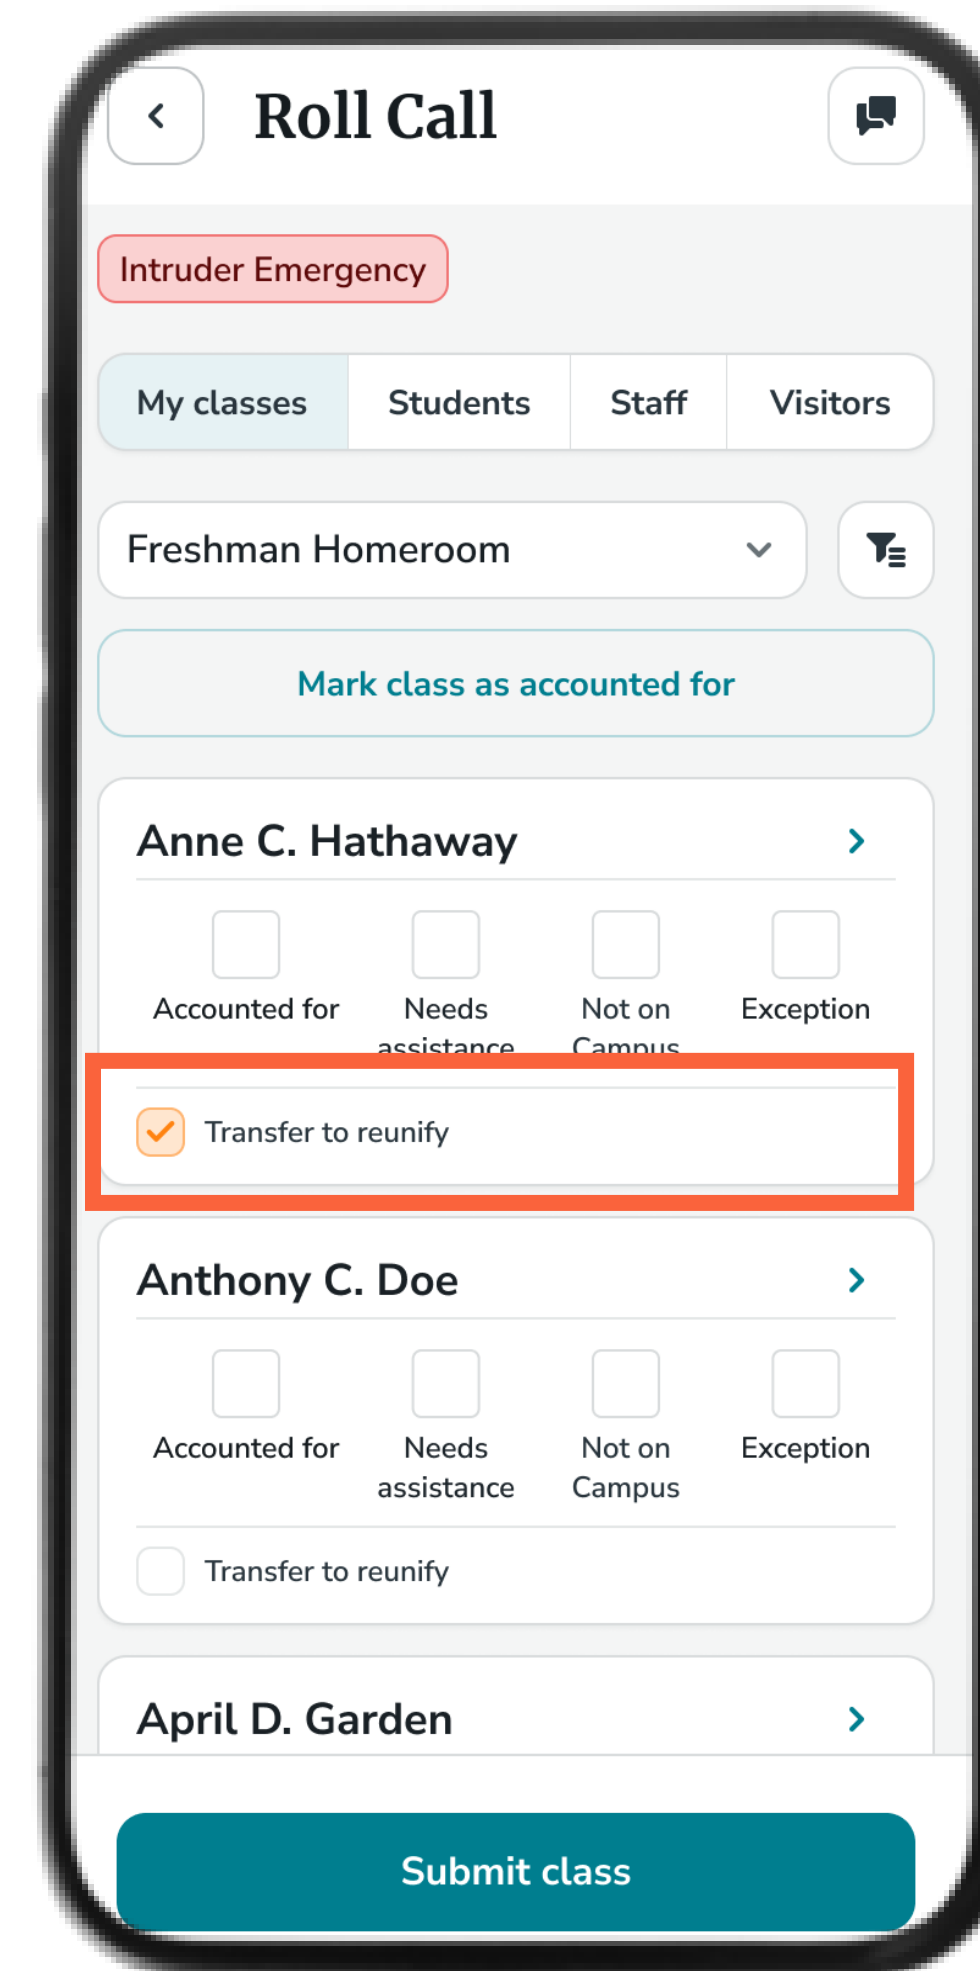 Roll Call
Intruder Emergency
My classes Students Staff Visitors
Freshman Homeroom
Mark class as accounted for
Anne C. Hathaway
Accounted for Needs Not on Exception
assistance Campus
Transfer to reunify
Anthony C. Doe
Accounted for Needs Not on Exception
assistance Campus
Transfer to reunify
April D. Garden
Submit class